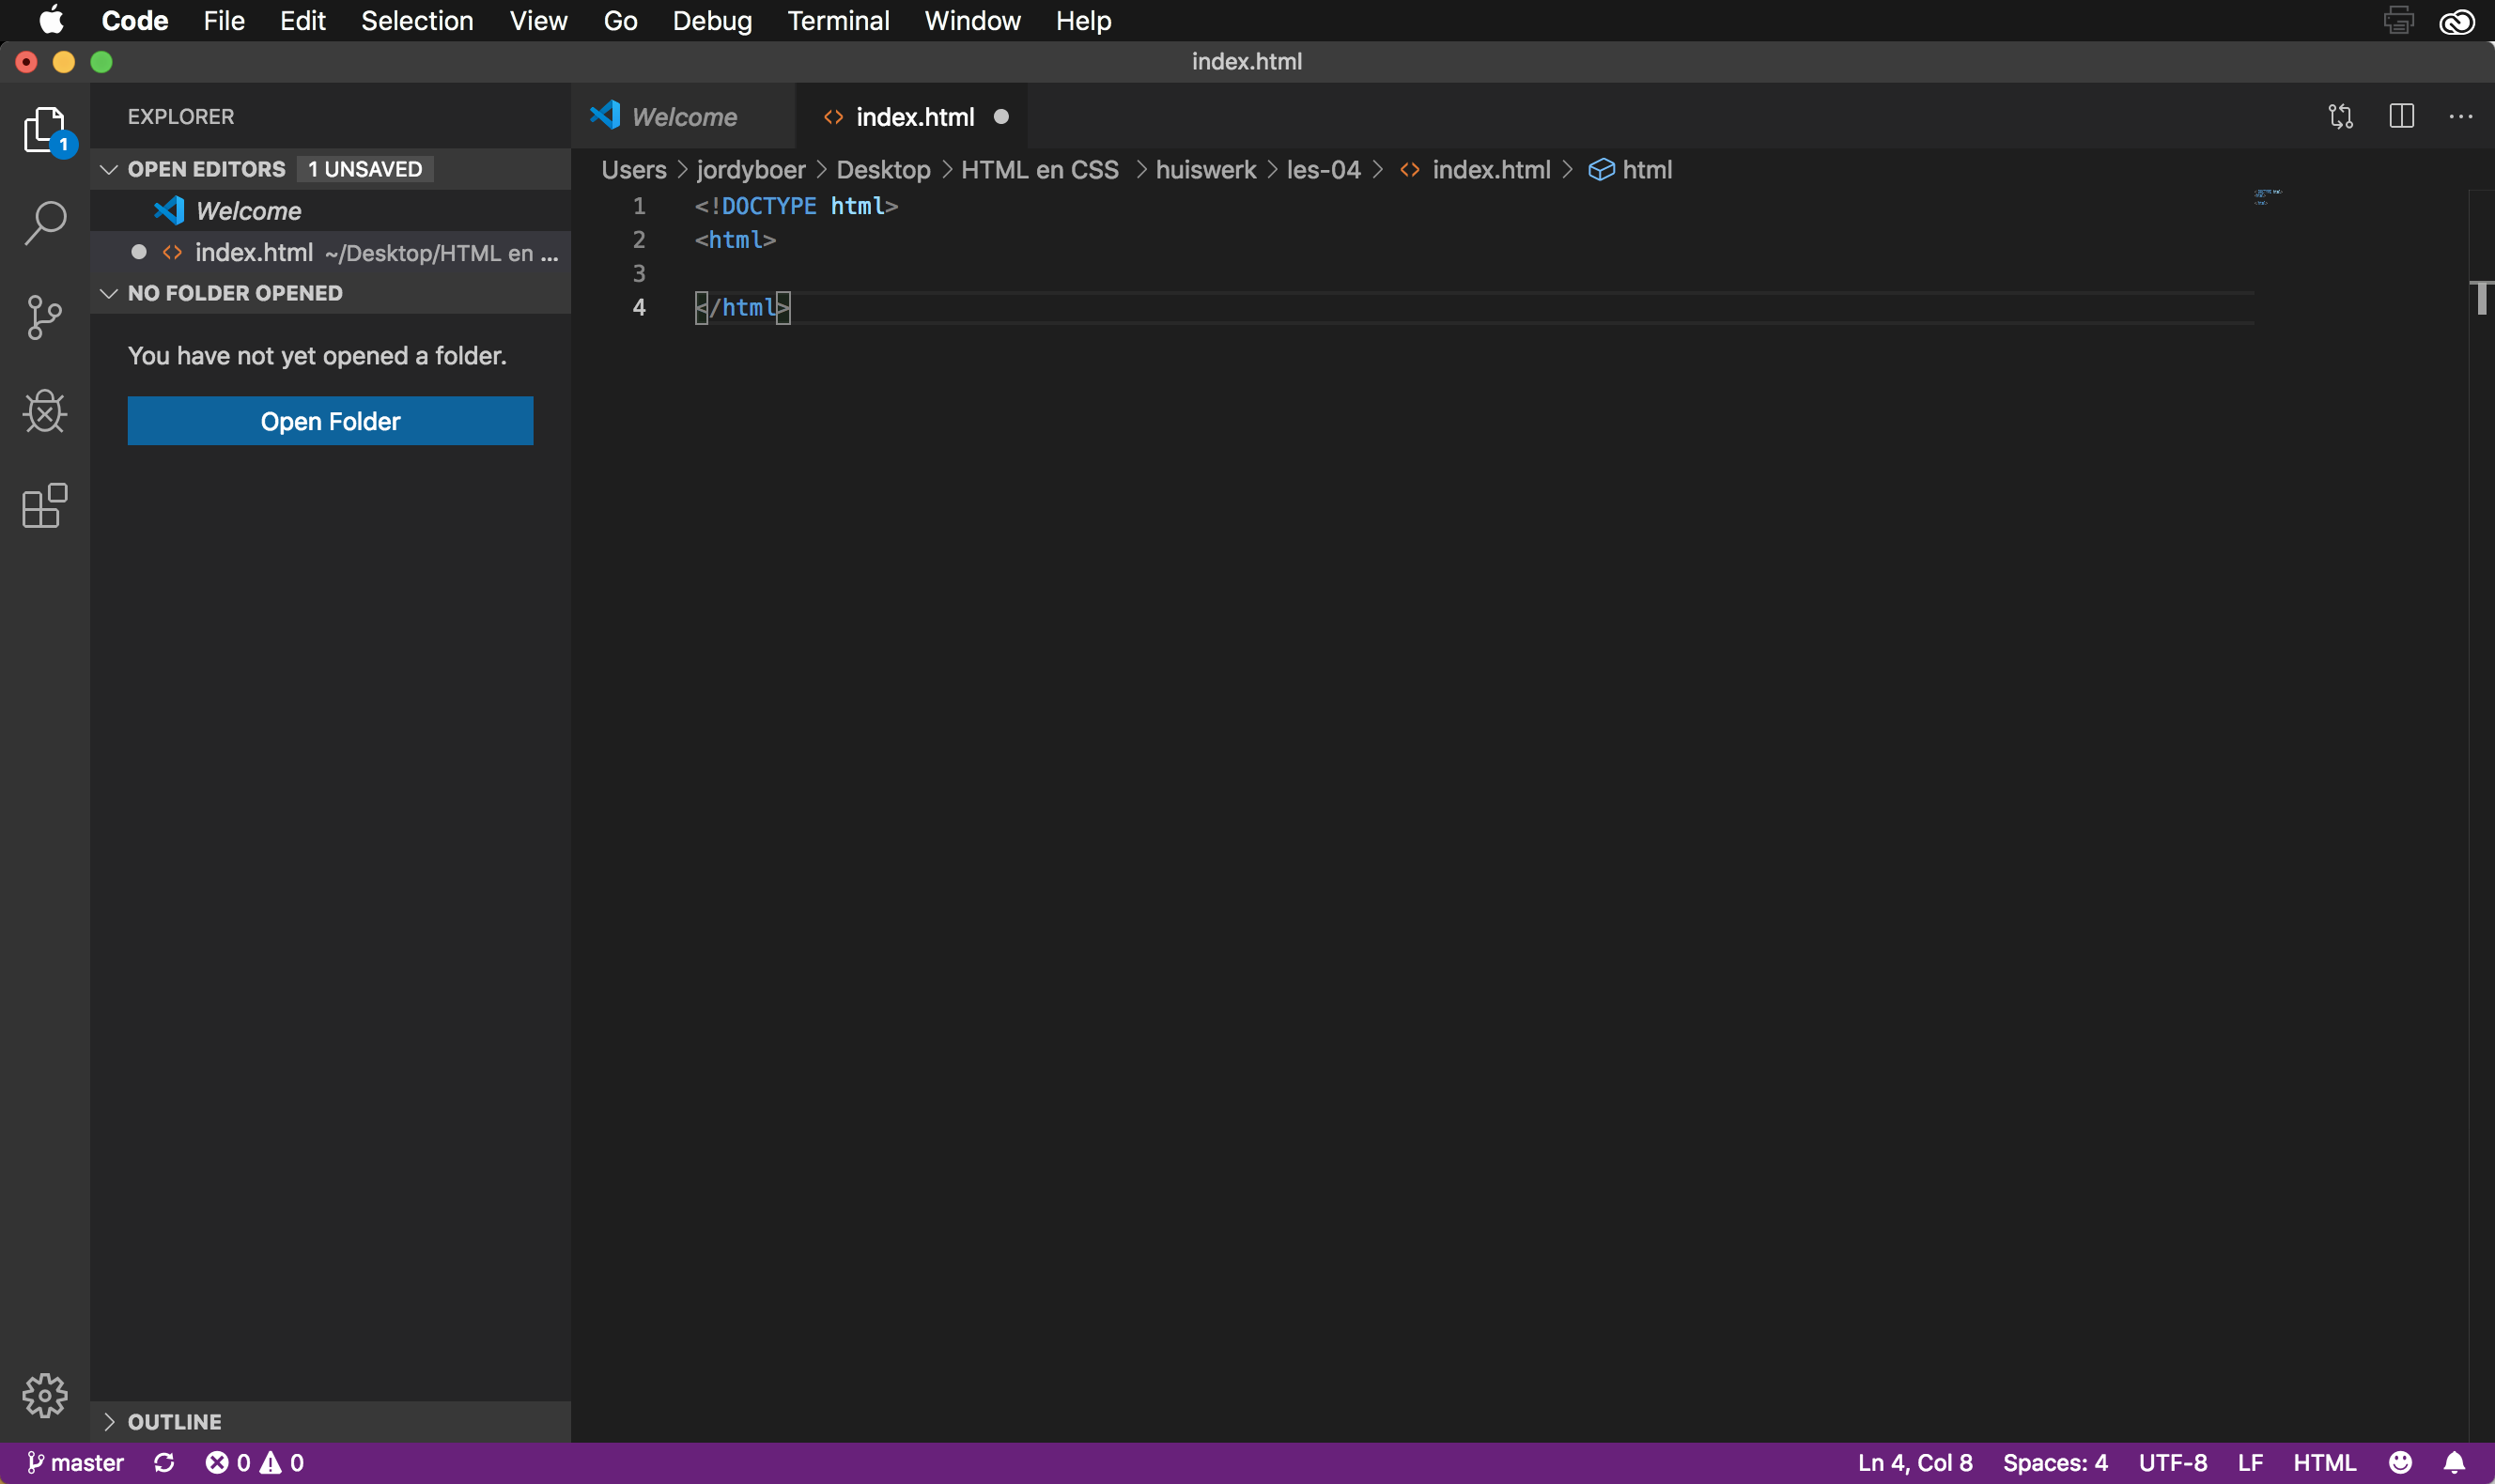 Code File Edit Selection View Go Debug Terminal Window Help
index.html
EXPLORER
OPEN EDITORS 1 UNSAVED
Welcome
index.html ~/Desktop/HTML en ...
NO FOLDER OPENED
You have not yet opened a folder.
Open Folder
OUTLINE
1
Welcome index.html
Users > jordyboer > Desktop > HTML en CSS > huiswerk > les-04 > <> index.html > html
1 <!DOCTYPE html>
2 <html>
3
4 </html>
master 0 0 Ln 4, Col 8 Spaces: 4 UTF-8 LF HTML